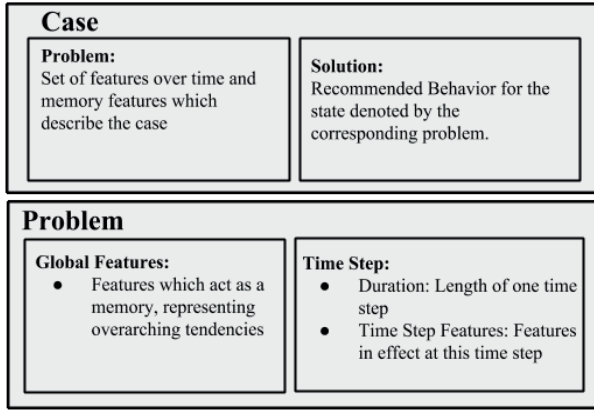 Case
Problem:
Set of features over time and
memory features which
describe the case
Solution:
Recommended Behavior for the
state denoted by the
corresponding problem.
Problem
Global Features:
● Features which act as a
memory, representing
overarching tendencies
Time Step:
● Duration: Length of one time
step
● Time Step Features: Features
in effect at this time step